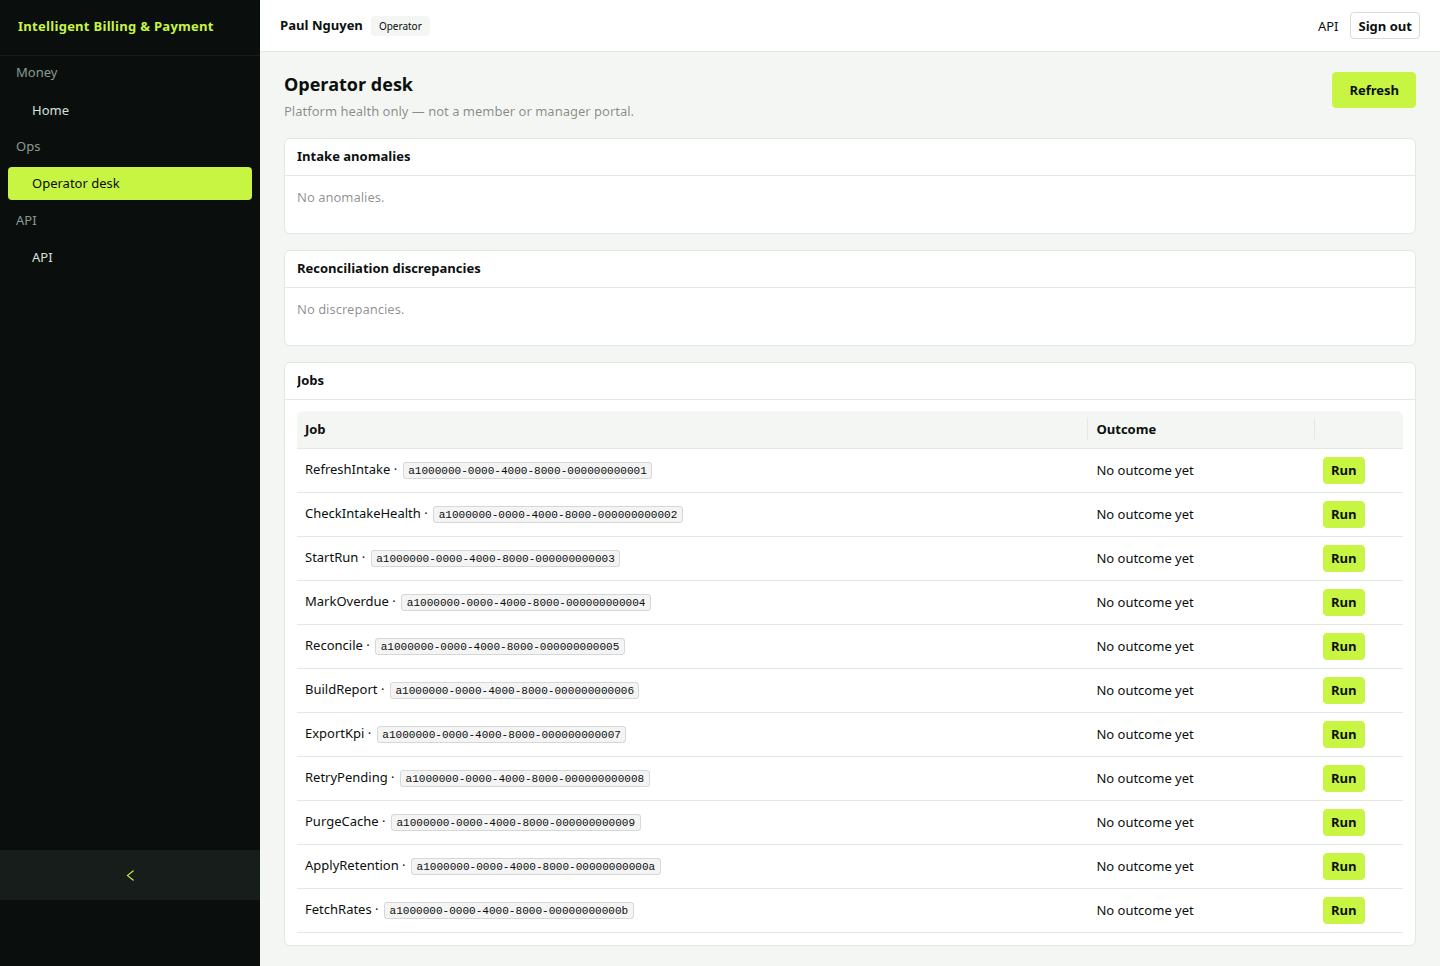 Intelligent Billing & Payment
Money
Home
Ops
Operator desk
API
API
Paul Nguyen Operator
API Sign out
Operator desk
Platform health only — not a member or manager portal.
Refresh
Intake anomalies
No anomalies.
Reconciliation discrepancies
No discrepancies.
Jobs
Job Outcome
RefreshIntake · a1000000-0000-4000-8000-000000000001 No outcome yet Run
CheckIntakeHealth · a1000000-0000-4000-8000-000000000002 No outcome yet Run
StartRun · a1000000-0000-4000-8000-000000000003 No outcome yet Run
MarkOverdue · a1000000-0000-4000-8000-000000000004 No outcome yet Run
Reconcile · a1000000-0000-4000-8000-000000000005 No outcome yet Run
BuildReport · a1000000-0000-4000-8000-000000000006 No outcome yet Run
ExportKpi · a1000000-0000-4000-8000-000000000007 No outcome yet Run
RetryPending · a1000000-0000-4000-8000-000000000008 No outcome yet Run
PurgeCache · a1000000-0000-4000-8000-000000000009 No outcome yet Run
ApplyRetention · a1000000-0000-4000-8000-00000000000a No outcome yet Run
FetchRates · a1000000-0000-4000-8000-00000000000b No outcome yet Run